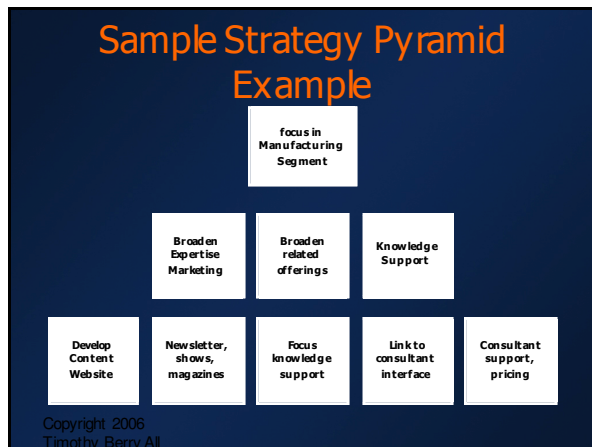 Sample Strategy Pyramid
Example
focus in
Manufacturing
Segment
Broaden
Expertise
Marketing
Broaden
related
offerings
Knowledge
Support
Develop
Content
Website
Newsletter,
shows,
magazines
Focus
knowledge
support
Link to
consultant
interface
Consultant
support,
pricing
Copyright 2006
Timothy Berry All